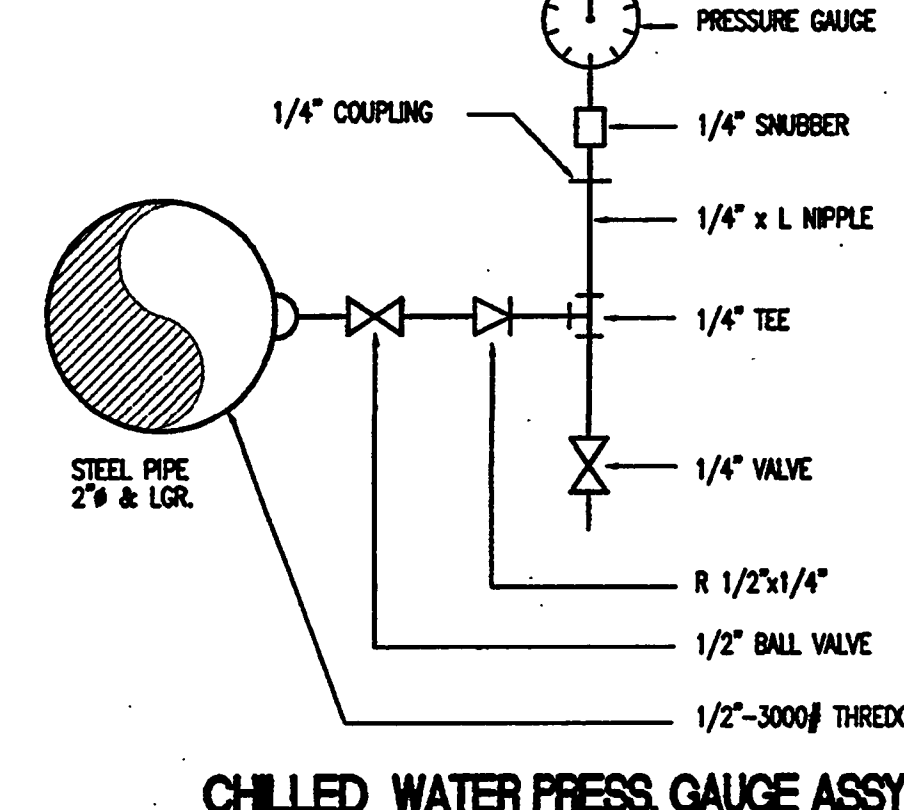 PRESSURE GAUGE
1/4" COUPLING
1/4" SNUBBER
1/4" x L NIPPLE
1/4" TEE
STEEL PIPE
2"ø & LGR.
1/4" VALVE
R 1/2"x1/4"
1/2" BALL VALVE
1/2"-3000# THREDO
CHILLED WATER PRESS. GAUGE ASSY